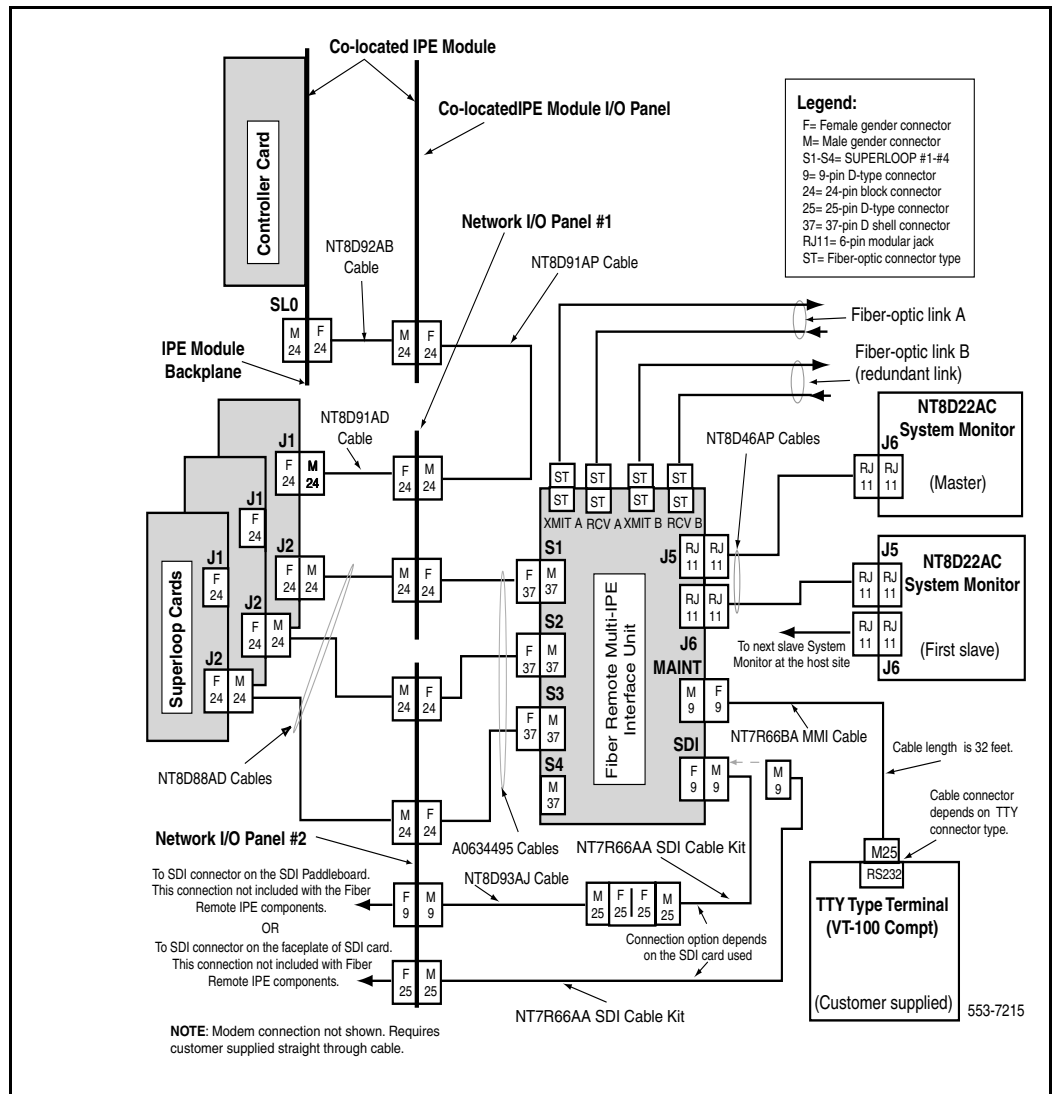 Co-located IPE Module
Co-locatedIPE Module I/O Panel
Controller Card
Legend:
F= Female gender connector
M= Male gender connector
S1-S4= SUPERLOOP #1-#4
9= 9-pin D-type connector
24= 24-pin block connector
25= 25-pin D-type connector
37= 37-pin D shell connector
RJ11= 6-pin modular jack
ST= Fiber-optic connector type
Network I/O Panel #1
NT8D92AB
Cable
NT8D91AP Cable
SL0
M F
24 24
M F
24 24
IPE Module
Backplane
Fiber-optic link A
Fiber-optic link B
(redundant link)
NT8D91AD
Cable
J1
F M
24 24
F M
24 24
NT8D46AP Cables
NT8D22AC
System Monitor
J6
RJ RJ
11 11
(Master)
ST ST ST ST
ST ST ST ST
XMIT A RCV A XMIT B RCV B
J1
F
24
J1
F
24
J2
F M
24 24
M F
24 24
S1
F M
37 37
J5
RJ RJ
11 11
RJ RJ
11 11
J6
J5
RJ RJ
11 11
RJ RJ
11 11
J6
NT8D22AC
System Monitor
(First slave)
To next slave System
Monitor at the host site
Superloop Cards
J2
F M
24 24
J2
F M
24 24
M F
24 24
S2
F M
37 37
S3
F M
37 37
S4
M
37
Fiber Remote Multi-IPE
Interface Unit
MAINT
M F
9 9
NT7R66BA MMI Cable
SDI
F M
9 9
M
9
Cable length is 32 feet.
Cable connector
depends on TTY
connector type.
NT8D88AD Cables
M F
24 24
Network I/O Panel #2
A0634495 Cables
NT7R66AA SDI Cable Kit
M25
RS232
TTY Type Terminal
(VT-100 Compt)
(Customer supplied)
To SDI connector on the SDI Paddleboard.
This connection not included with the Fiber
Remote IPE components.
OR
To SDI connector on the faceplate of SDI card.
This connection not included with Fiber
Remote IPE components.
NT8D93AJ Cable
F M
9 9
M F F M
25 25 25 25
Connection option depends
on the SDI card used
F M
25 25
NT7R66AA SDI Cable Kit
553-7215
NOTE: Modem connection not shown. Requires
customer supplied straight through cable.